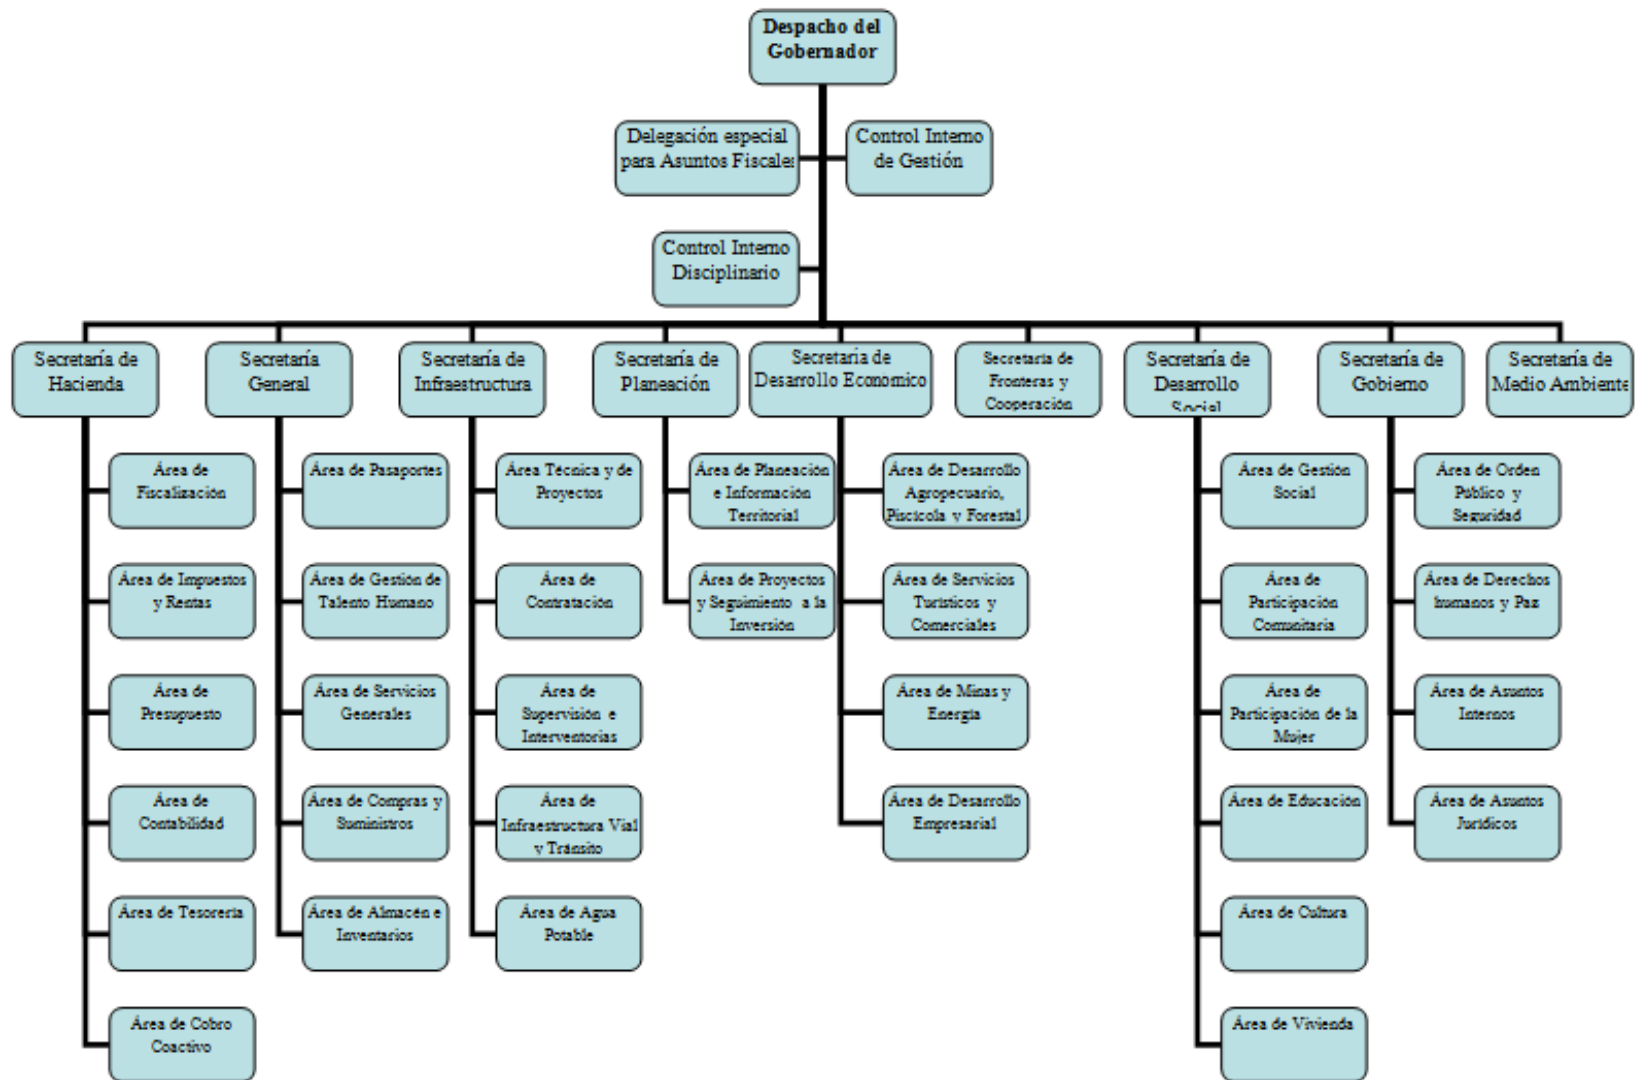 Despacho del
Gobernador
Delegación especial
para Asuntos Fiscales
Control Interno
de Gestión
Control Interno
Disciplinario
Secretaría de
Hacienda
Secretaría
General
Secretaría de
Infraestructura
Secretaría de
Planeación
Secretaria de
Desarrollo Económico
Secretaria de
Fronteras y
Cooperación
Secretaría de
Desarrollo
Social
Secretaría de
Gobierno
Secretaría de
Medio Ambiente
Área de
Fiscalización
Área de Impuestos
y Rentas
Área de
Presupuesto
Área de
Contabilidad
Área de Tesorería
Área de Cobro
Coactivo
Área de Pasaportes
Área de Gestión de
Talento Humano
Área de Servicios
Generales
Área de Compras y
Suministros
Área de Almacén e
Inventarios
Área Técnica y de
Proyectos
Área de
Contratación
Área de
Supervisión e
Interventorías
Área de
Infraestructura Vial
y Tránsito
Área de Agua
Potable
Área de Planeación
e Información
Territorial
Área de Proyectos
y Seguimiento a la
Inversión
Área de Desarrollo
Agropecuario,
Piscícola y Forestal
Área de Servicios
Turísticos y
Comerciales
Área de Minas y
Energía
Área de Desarrollo
Empresarial
Área de Gestión
Social
Área de
Participación
Comunitaria
Área de
Participación de la
Mujer
Área de Educación
Área de Cultura
Área de Vivienda
Área de Orden
Público y
Seguridad
Área de Derechos
humanos y Paz
Área de Asuntos
Internos
Área de Asuntos
Jurídicos